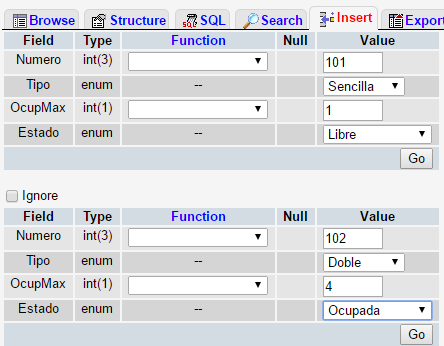 Browse Structure SQL Search Insert Export
Field Type Function Null Value
Numero int(3) 101
Tipo enum -- Sencilla
OcupMax int(1) 1
Estado enum -- Libre
Go
Ignore
Field Type Function Null Value
Numero int(3) 102
Tipo enum -- Doble
OcupMax int(1) 4
Estado enum -- Ocupada
Go